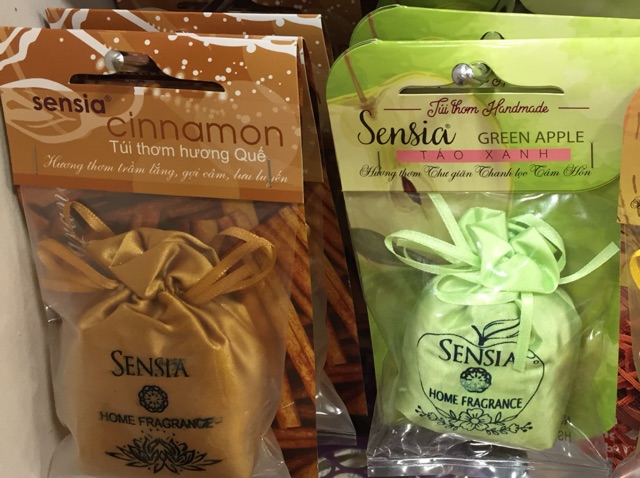 sensia®
cinnamon
Túi thơm hương Quế
Hương thơm trầm lắng, gợi cảm, lưu luyến
SENSIA
HOME FRAGRANCE
Túi thơm Handmade
Sensia GREEN APPLE
TÁO XANH
Hương thơm Thư giãn Thanh lọc Tâm Hồn
SENSIA
HOME FRAGRANCE